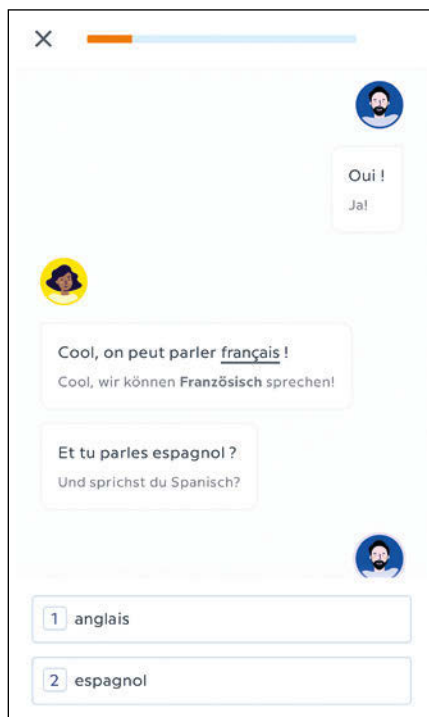 Oui !
Ja!
Cool, on peut parler français !
Cool, wir können Französisch sprechen!
Et tu parles espagnol ?
Und sprichst du Spanisch?
1 anglais
2 espagnol